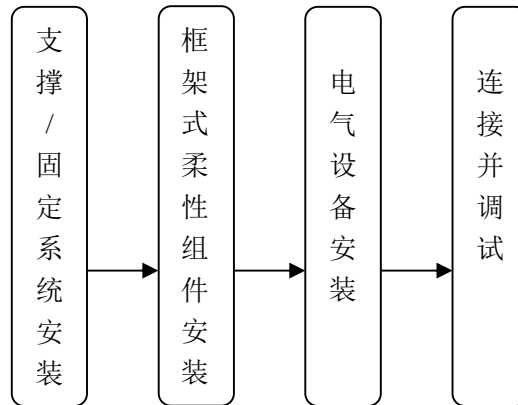 支撑/固定系统安装
框架式柔性组件安装
电气设备安装
连接并调试